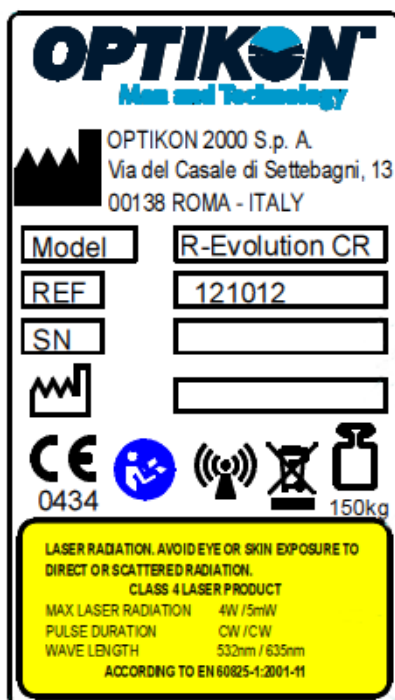 OPTIKON™
Man and Technology
OPTIKON 2000 S.p. A.
Via del Casale di Settebagni, 13
00138 ROMA - ITALY
Model R-Evolution CR
REF 121012
SN
CE
0434
150kg
LASER RADIATION. AVOID EYE OR SKIN EXPOSURE TO
DIRECT OR SCATTERED RADIATION.
CLASS 4 LASER PRODUCT
MAX LASER RADIATION 4W /5mW
PULSE DURATION CW /CW
WAVE LENGTH 532nm / 635nm
ACCORDING TO EN 60825-1:2001-11